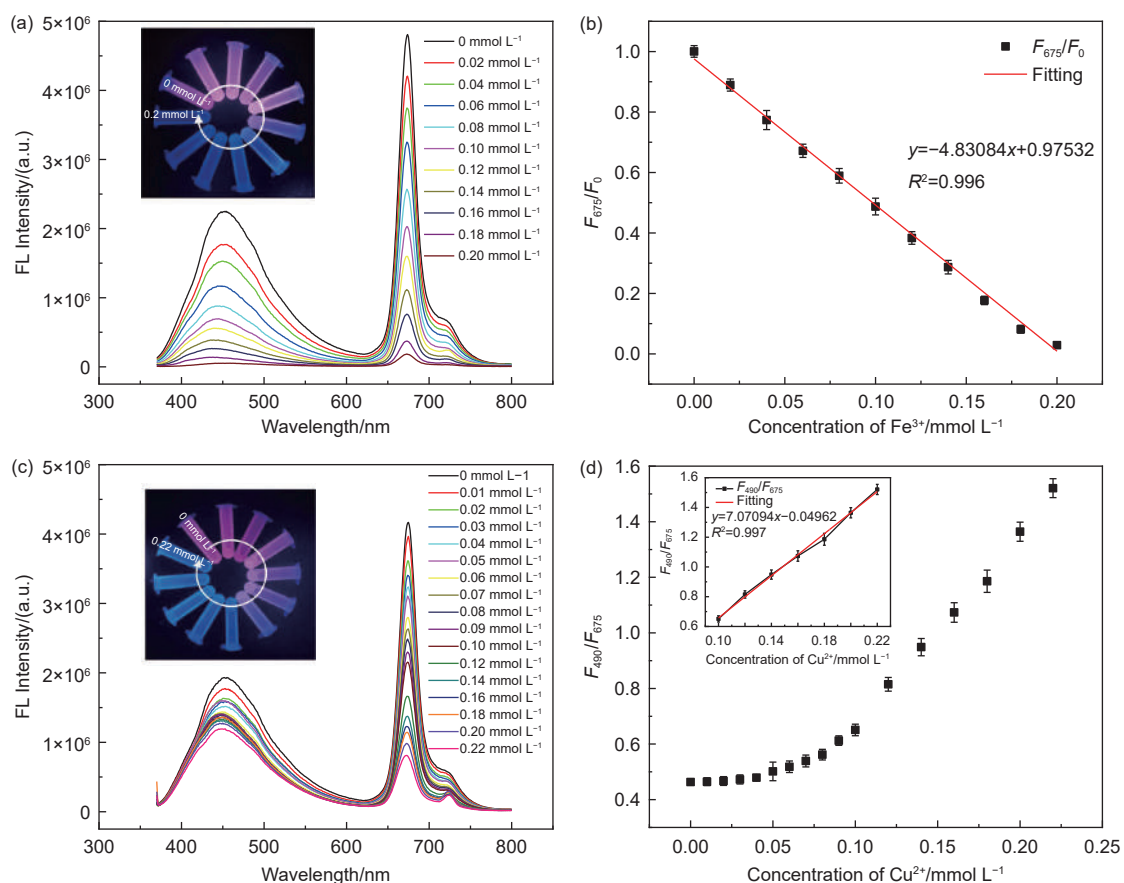 (a)
5×10⁶
4×10⁶
3×10⁶
2×10⁶
1×10⁶
0
FL Intensity/(a.u.)
300
400
500
600
700
800
Wavelength/nm
0 mmol L⁻¹
0.2 mmol L⁻¹
0 mmol L⁻¹
0.02 mmol L⁻¹
0.04 mmol L⁻¹
0.06 mmol L⁻¹
0.08 mmol L⁻¹
0.10 mmol L⁻¹
0.12 mmol L⁻¹
0.14 mmol L⁻¹
0.16 mmol L⁻¹
0.18 mmol L⁻¹
0.20 mmol L⁻¹
(b)
1.0
0.8
0.6
0.4
0.2
0.0
F₆₇₅/F₀
0.00
0.05
0.10
0.15
0.20
Concentration of Fe³⁺/mmol L⁻¹
F₆₇₅/F₀
Fitting
y=−4.83084x+0.97532
R²=0.996
(c)
5×10⁶
4×10⁶
3×10⁶
2×10⁶
1×10⁶
0
FL Intensity/(a.u.)
300
400
500
600
700
800
Wavelength/nm
0 mmol L⁻¹
0.22 mmol L⁻¹
0 mmol L−1
0.01 mmol L⁻¹
0.02 mmol L⁻¹
0.03 mmol L⁻¹
0.04 mmol L⁻¹
0.05 mmol L⁻¹
0.06 mmol L⁻¹
0.07 mmol L⁻¹
0.08 mmol L⁻¹
0.09 mmol L⁻¹
0.10 mmol L⁻¹
0.12 mmol L⁻¹
0.14 mmol L⁻¹
0.16 mmol L⁻¹
0.18 mmol L⁻¹
0.20 mmol L⁻¹
0.22 mmol L⁻¹
(d)
1.6
1.4
1.2
1.0
0.8
0.6
0.4
F₄₉₀/F₆₇₅
0.00
0.05
0.10
0.15
0.20
0.25
Concentration of Cu²⁺/mmol L⁻¹
1.6
1.4
1.2
1.0
0.8
0.6
F₄₉₀/F₆₇₅
F₄₉₀/F₆₇₅
Fitting
y=7.07094x−0.04962
R²=0.997
0.10
0.14
0.18
0.22
Concentration of Cu²⁺/mmol L⁻¹